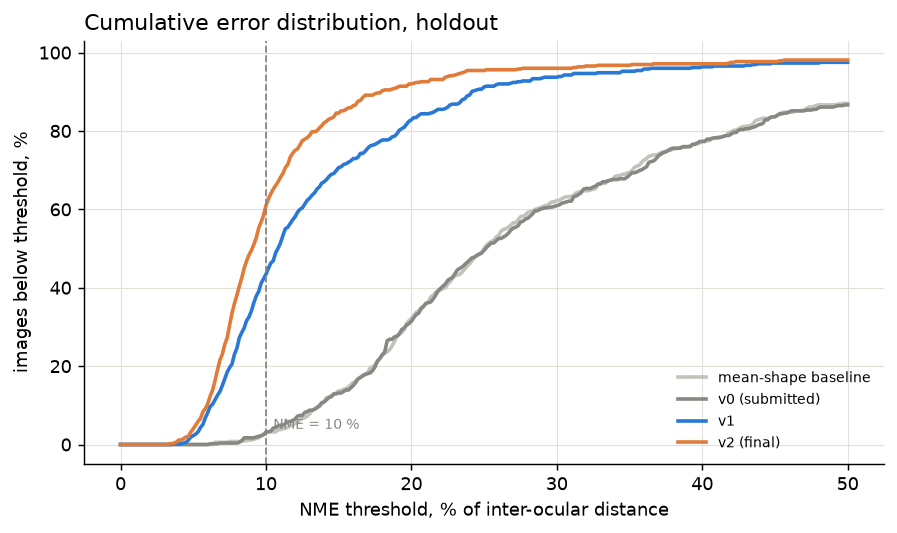 Cumulative error distribution, holdout
images below threshold, %
100
80
60
40
20
0
NME = 10 %
mean-shape baseline
v0 (submitted)
v1
v2 (final)
0 10 20 30 40 50
NME threshold, % of inter-ocular distance